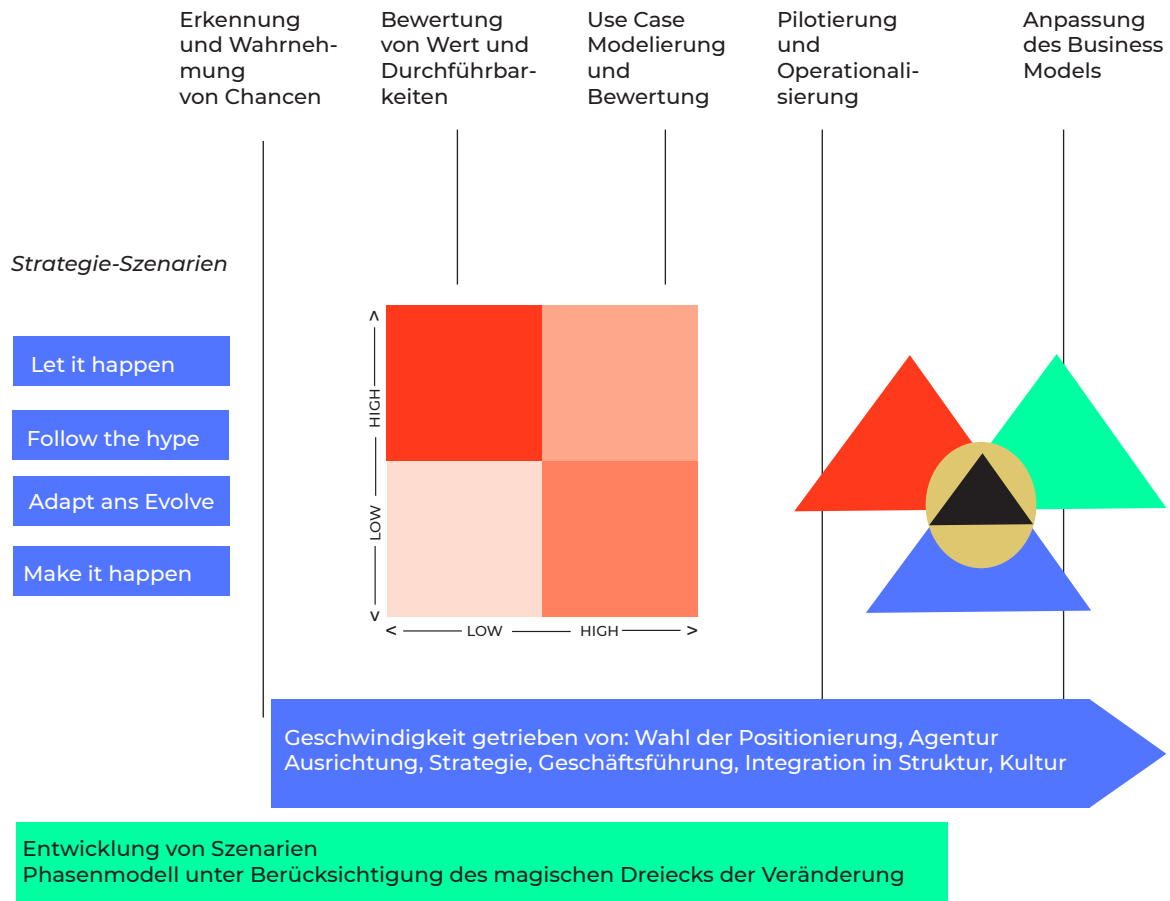 Erkennung
und Wahrneh-
mung
von Chancen
Bewertung
von Wert und
Durchführbar-
keiten
Use Case
Modelierung
und
Bewertung
Pilotierung
und
Operationali-
sierung
Anpassung
des Business
Models
Strategie-Szenarien
Let it happen
Follow the hype
Adapt ans Evolve
Make it happen
HIGH
LOW
LOW
HIGH
Geschwindigkeit getrieben von: Wahl der Positionierung, Agentur
Ausrichtung, Strategie, Geschäftsführung, Integration in Struktur, Kultur
Entwicklung von Szenarien
Phasenmodell unter Berücksichtigung des magischen Dreiecks der Veränderung